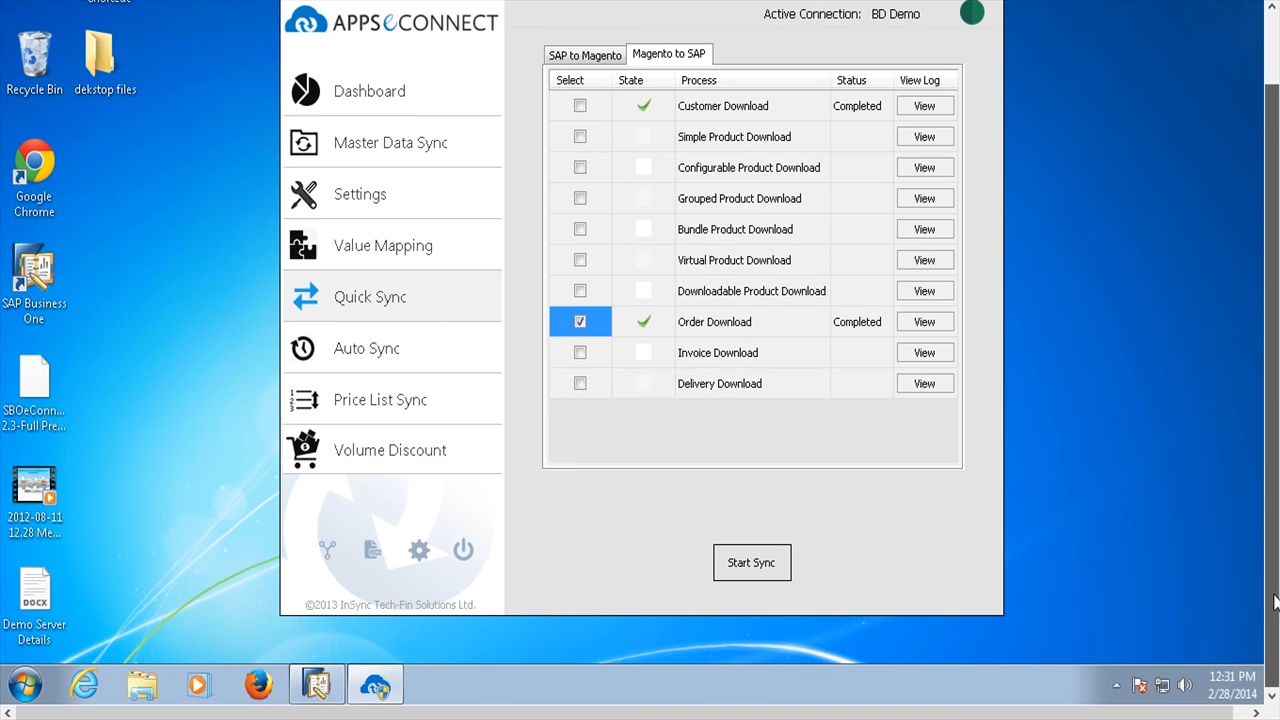 Recycle Bin
dekstop files
Google
Chrome
SAP Business
One
SBOeConn...
2.3-Full Pre...
2012-08-11
12.28 Me...
DOCX
Demo Server
Details
APPSeCONNECT
Dashboard
Master Data Sync
Settings
Value Mapping
Quick Sync
Auto Sync
Price List Sync
Volume Discount
©2013 InSync Tech-Fin Solutions Ltd.
Active Connection: BD Demo
SAP to Magento Magento to SAP
Select State Process Status View Log
Customer Download Completed View
Simple Product Download View
Configurable Product Download View
Grouped Product Download View
Bundle Product Download View
Virtual Product Download View
Downloadable Product Download View
Order Download Completed View
Invoice Download View
Delivery Download View
Start Sync
12:31 PM
2/28/2014